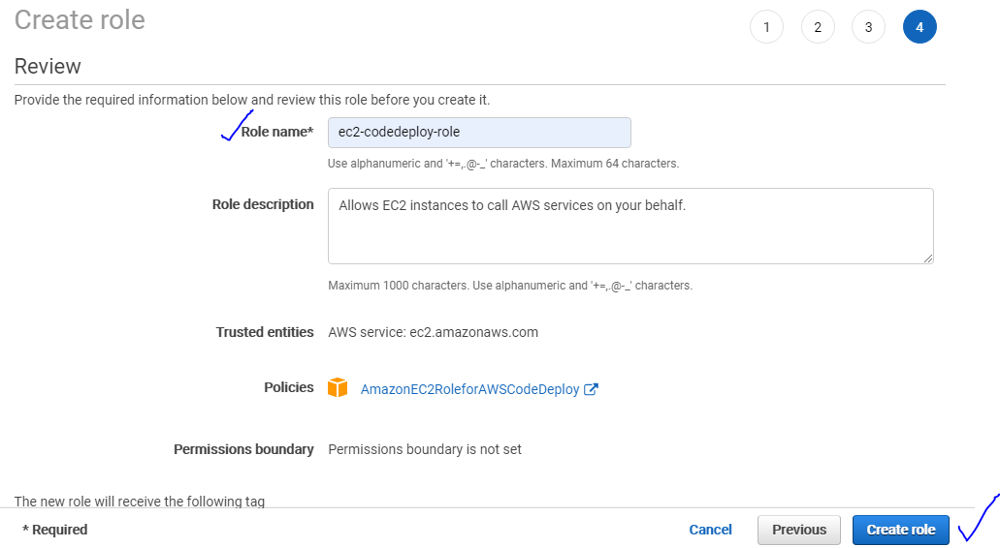 Create role
1 2 3 4
Review
Provide the required information below and review this role before you create it.
Role name* ec2-codedeploy-role
Use alphanumeric and '+=,.@-_' characters. Maximum 64 characters.
Role description Allows EC2 instances to call AWS services on your behalf.
Maximum 1000 characters. Use alphanumeric and '+=,.@-_' characters.
Trusted entities AWS service: ec2.amazonaws.com
Policies AmazonEC2RoleforAWSCodeDeploy
Permissions boundary Permissions boundary is not set
The new role will receive the following tag
* Required Cancel Previous Create role